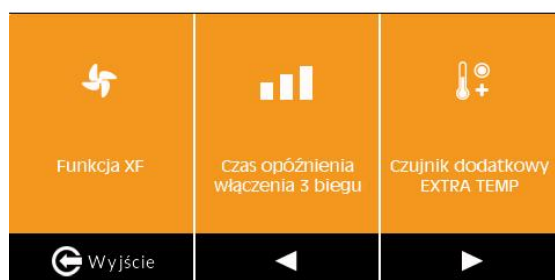 Funkcja XF
Czas opóźnienia
włączenia 3 biegu
Czujnik dodatkowy
EXTRA TEMP
Wyjście